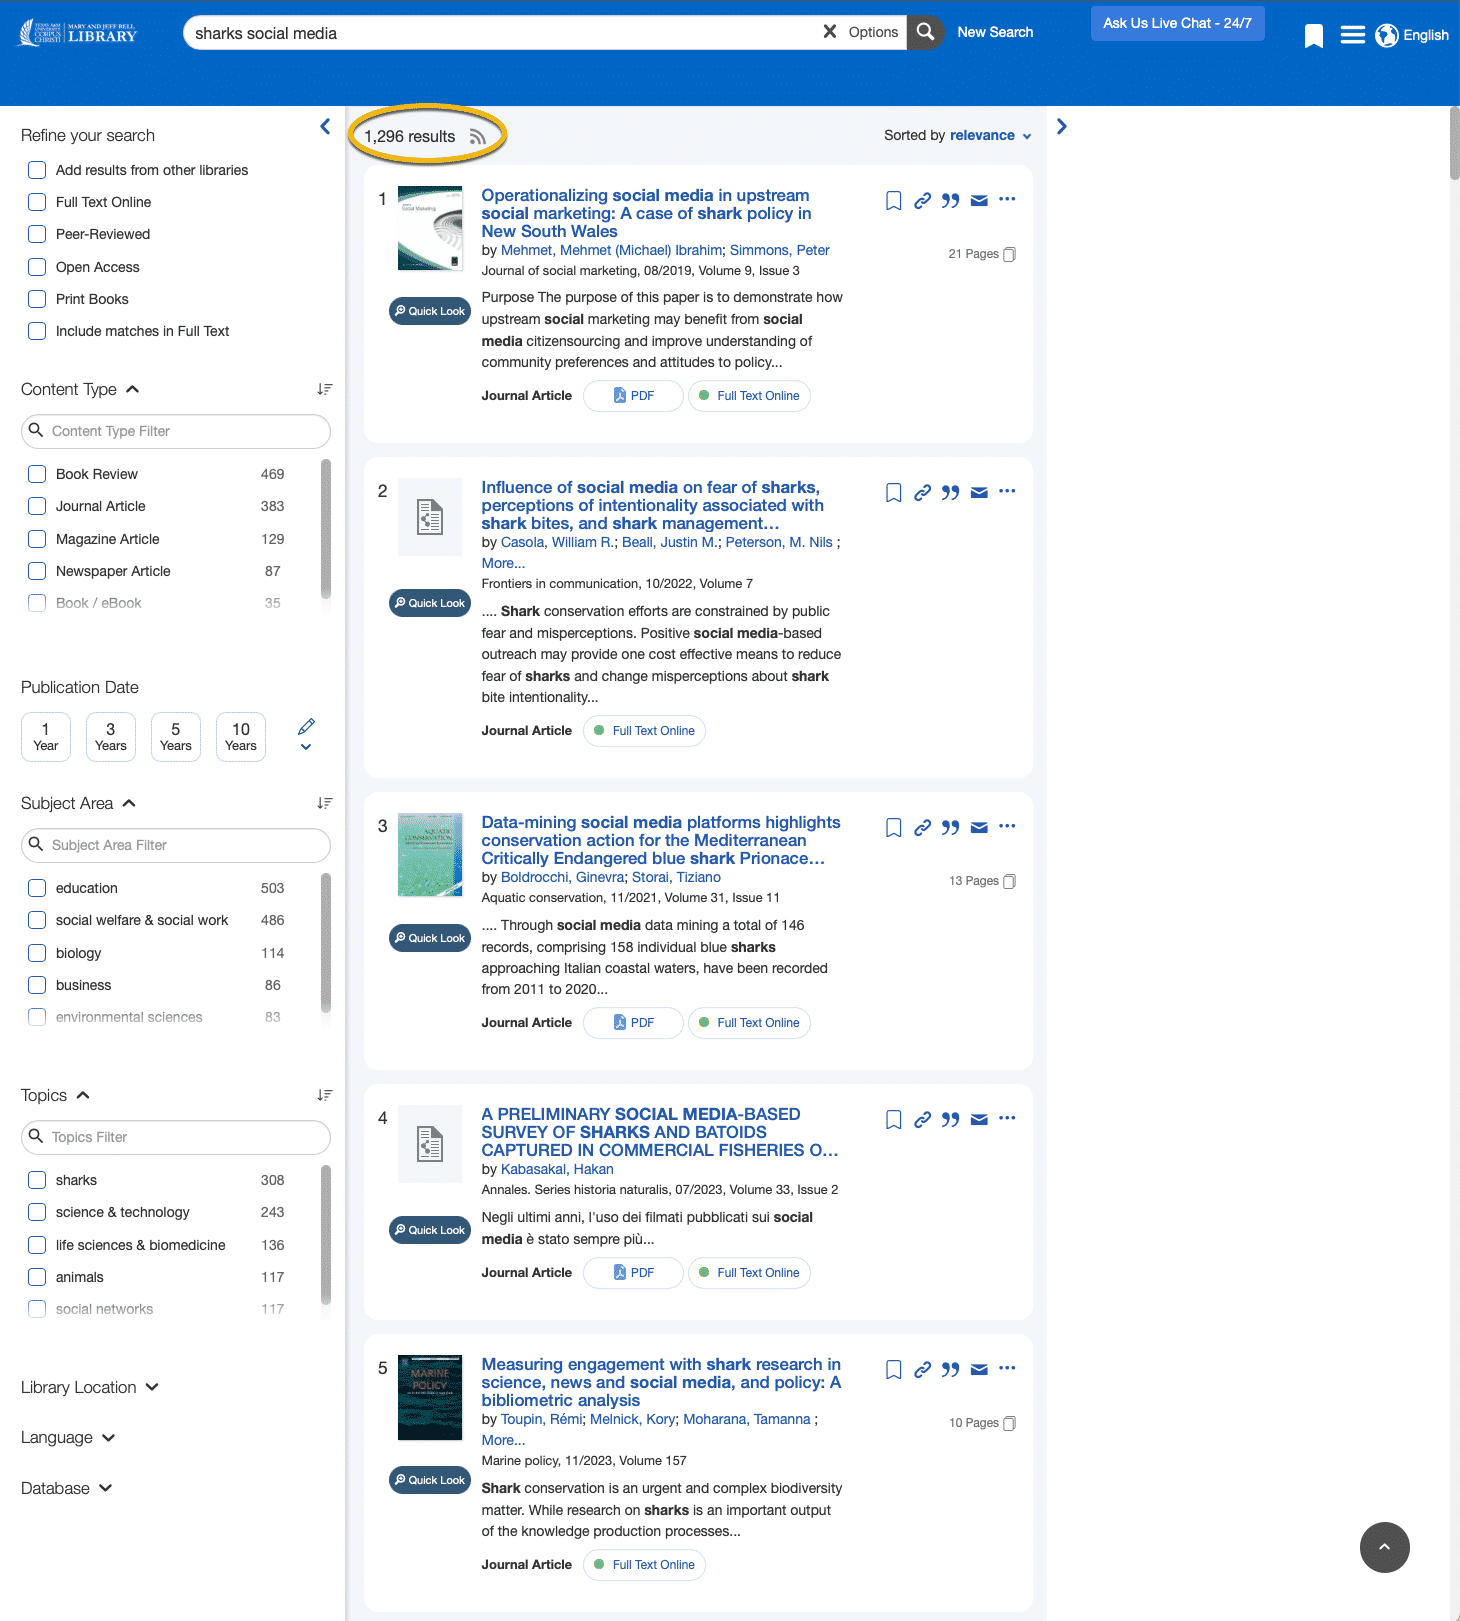 TEXAS A&M
UNIVERSITY
CORPUS
CHRISTI
MARY AND JEFF BELL
LIBRARY
sharks social media
Options
New Search
Ask Us Live Chat - 24/7
English
Refine your search
Add results from other libraries
Full Text Online
Peer-Reviewed
Open Access
Print Books
Include matches in Full Text
Content Type
Content Type Filter
Book Review 469
Journal Article 383
Magazine Article 129
Newspaper Article 87
Book / eBook 35
Publication Date
1 Year
3 Years
5 Years
10 Years
Subject Area
Subject Area Filter
education 503
social welfare & social work 486
biology 114
business 86
environmental sciences 83
Topics
Topics Filter
sharks 308
science & technology 243
life sciences & biomedicine 136
animals 117
social networks 117
Library Location
Language
Database
1,296 results
Sorted by relevance
1
Social Marketing
Quick Look
Operationalizing social media in upstream
social marketing: A case of shark policy in
New South Wales
by Mehmet, Mehmet (Michael) Ibrahim; Simmons, Peter
21 Pages
Journal of social marketing, 08/2019, Volume 9, Issue 3
Purpose The purpose of this paper is to demonstrate how
upstream social marketing may benefit from social
media citizensourcing and improve understanding of
community preferences and attitudes to policy...
Journal Article PDF Full Text Online
2
Quick Look
Influence of social media on fear of sharks,
perceptions of intentionality associated with
shark bites, and shark management...
by Casola, William R.; Beall, Justin M.; Peterson, M. Nils ;
More...
Frontiers in communication, 10/2022, Volume 7
.... Shark conservation efforts are constrained by public
fear and misperceptions. Positive social media-based
outreach may provide one cost effective means to reduce
fear of sharks and change misperceptions about shark
bite intentionality...
Journal Article Full Text Online
3
AQUATIC
CONSERVATION
Quick Look
Data-mining social media platforms highlights
conservation action for the Mediterranean
Critically Endangered blue shark Prionace...
by Boldrocchi, Ginevra; Storai, Tiziano
13 Pages
Aquatic conservation, 11/2021, Volume 31, Issue 11
.... Through social media data mining a total of 146
records, comprising 158 individual blue sharks
approaching Italian coastal waters, have been recorded
from 2011 to 2020...
Journal Article PDF Full Text Online
4
Quick Look
A PRELIMINARY SOCIAL MEDIA-BASED
SURVEY OF SHARKS AND BATOIDS
CAPTURED IN COMMERCIAL FISHERIES O...
by Kabasakal, Hakan
Annales. Series historia naturalis, 07/2023, Volume 33, Issue 2
Negli ultimi anni, l'uso dei filmati pubblicati sui social
media è stato sempre più...
Journal Article PDF Full Text Online
5
MARINE
POLICY
Quick Look
Measuring engagement with shark research in
science, news and social media, and policy: A
bibliometric analysis
by Toupin, Rémi; Melnick, Kory; Moharana, Tamanna ;
10 Pages
More...
Marine policy, 11/2023, Volume 157
Shark conservation is an urgent and complex biodiversity
matter. While research on sharks is an important output
of the knowledge production processes...
Journal Article Full Text Online